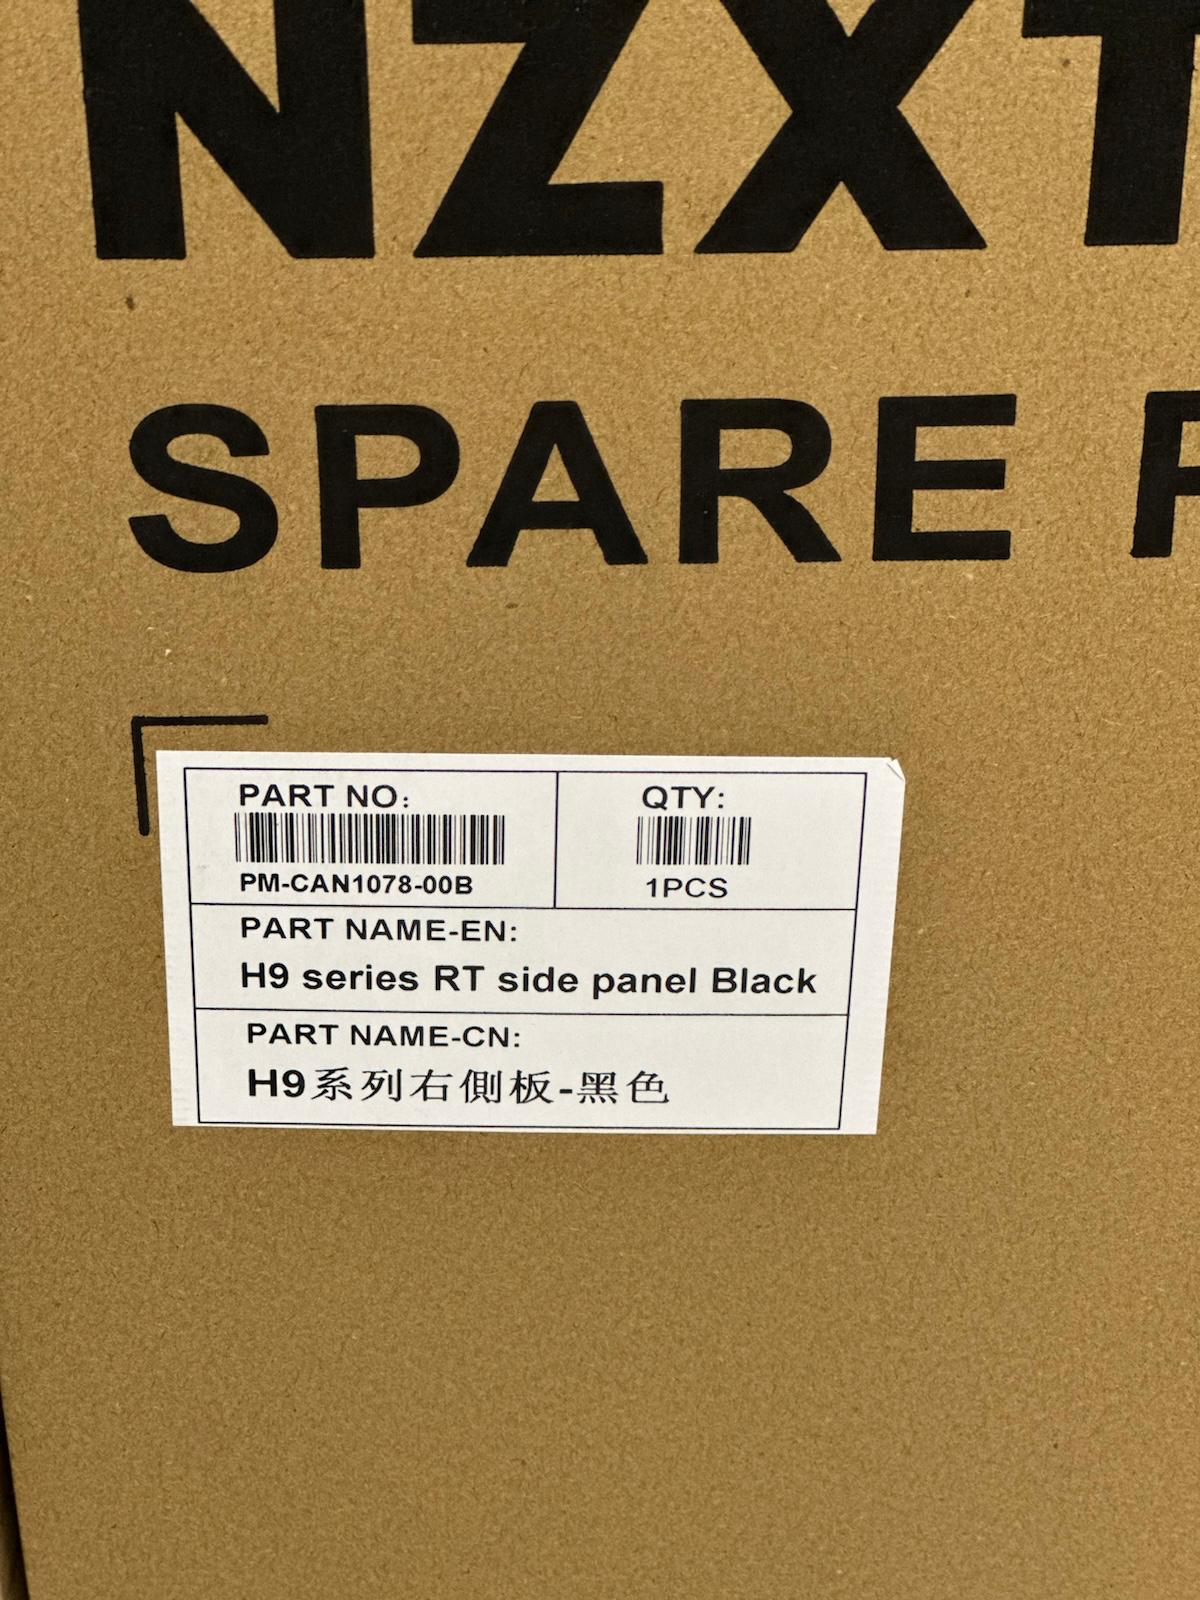 NZXT
SPARE
PART NO:
PM-CAN1078-00B
QTY:
1PCS
PART NAME-EN:
H9 series RT side panel Black
PART NAME-CN:
H9系列右側板-黑色